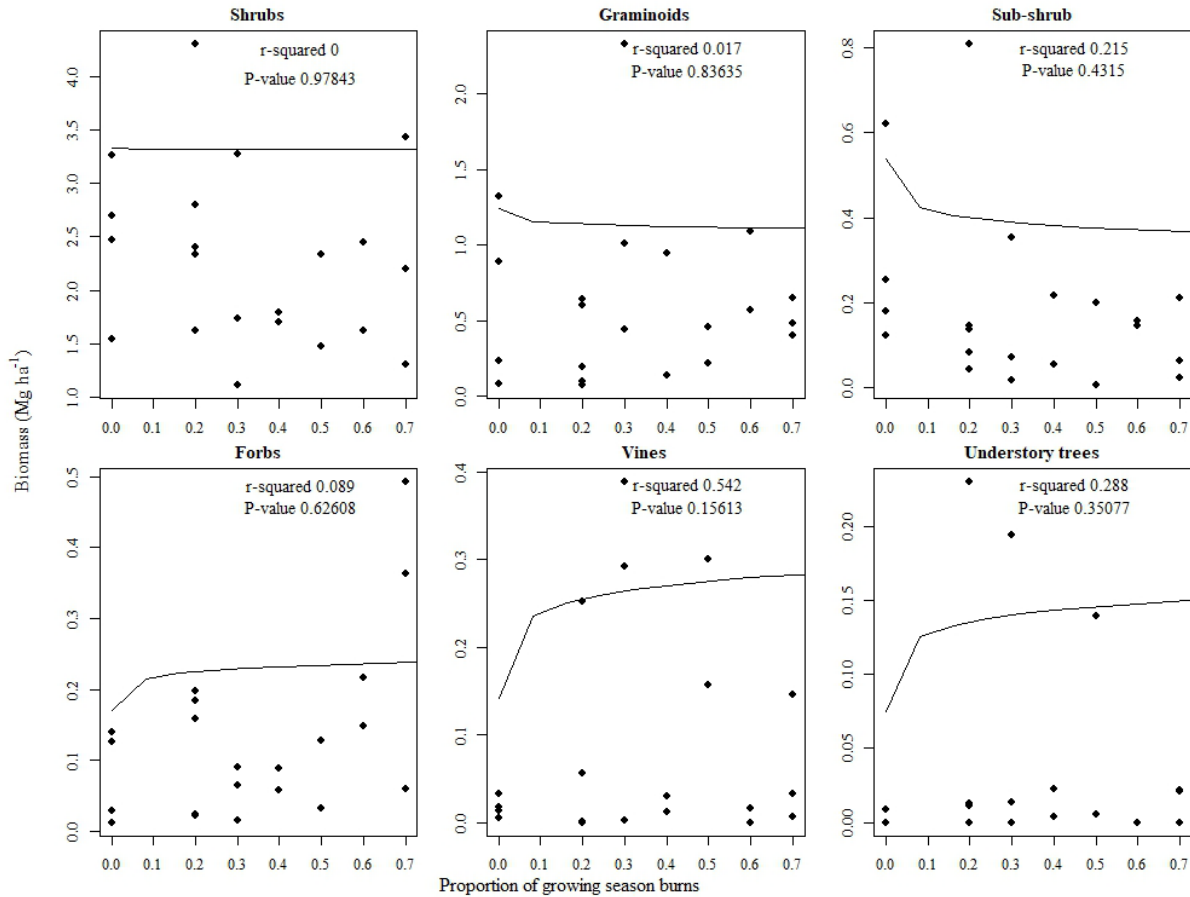 Shrubs
r-squared 0
P-value 0.97843
4.0
3.5
3.0
2.5
2.0
1.5
1.0
0.0 0.1 0.2 0.3 0.4 0.5 0.6 0.7
Graminoids
r-squared 0.017
P-value 0.83635
2.0
1.5
1.0
0.5
0.0
0.0 0.1 0.2 0.3 0.4 0.5 0.6 0.7
Sub-shrub
r-squared 0.215
P-value 0.4315
0.8
0.6
0.4
0.2
0.0
0.0 0.1 0.2 0.3 0.4 0.5 0.6 0.7
Biomass (Mg ha⁻¹)
Forbs
r-squared 0.089
P-value 0.62608
0.5
0.4
0.3
0.2
0.1
0.0
0.0 0.1 0.2 0.3 0.4 0.5 0.6 0.7
Vines
r-squared 0.542
P-value 0.15613
0.4
0.3
0.2
0.1
0.0
0.0 0.1 0.2 0.3 0.4 0.5 0.6 0.7
Understory trees
r-squared 0.288
P-value 0.35077
0.20
0.15
0.10
0.05
0.00
0.0 0.1 0.2 0.3 0.4 0.5 0.6 0.7
Proportion of growing season burns